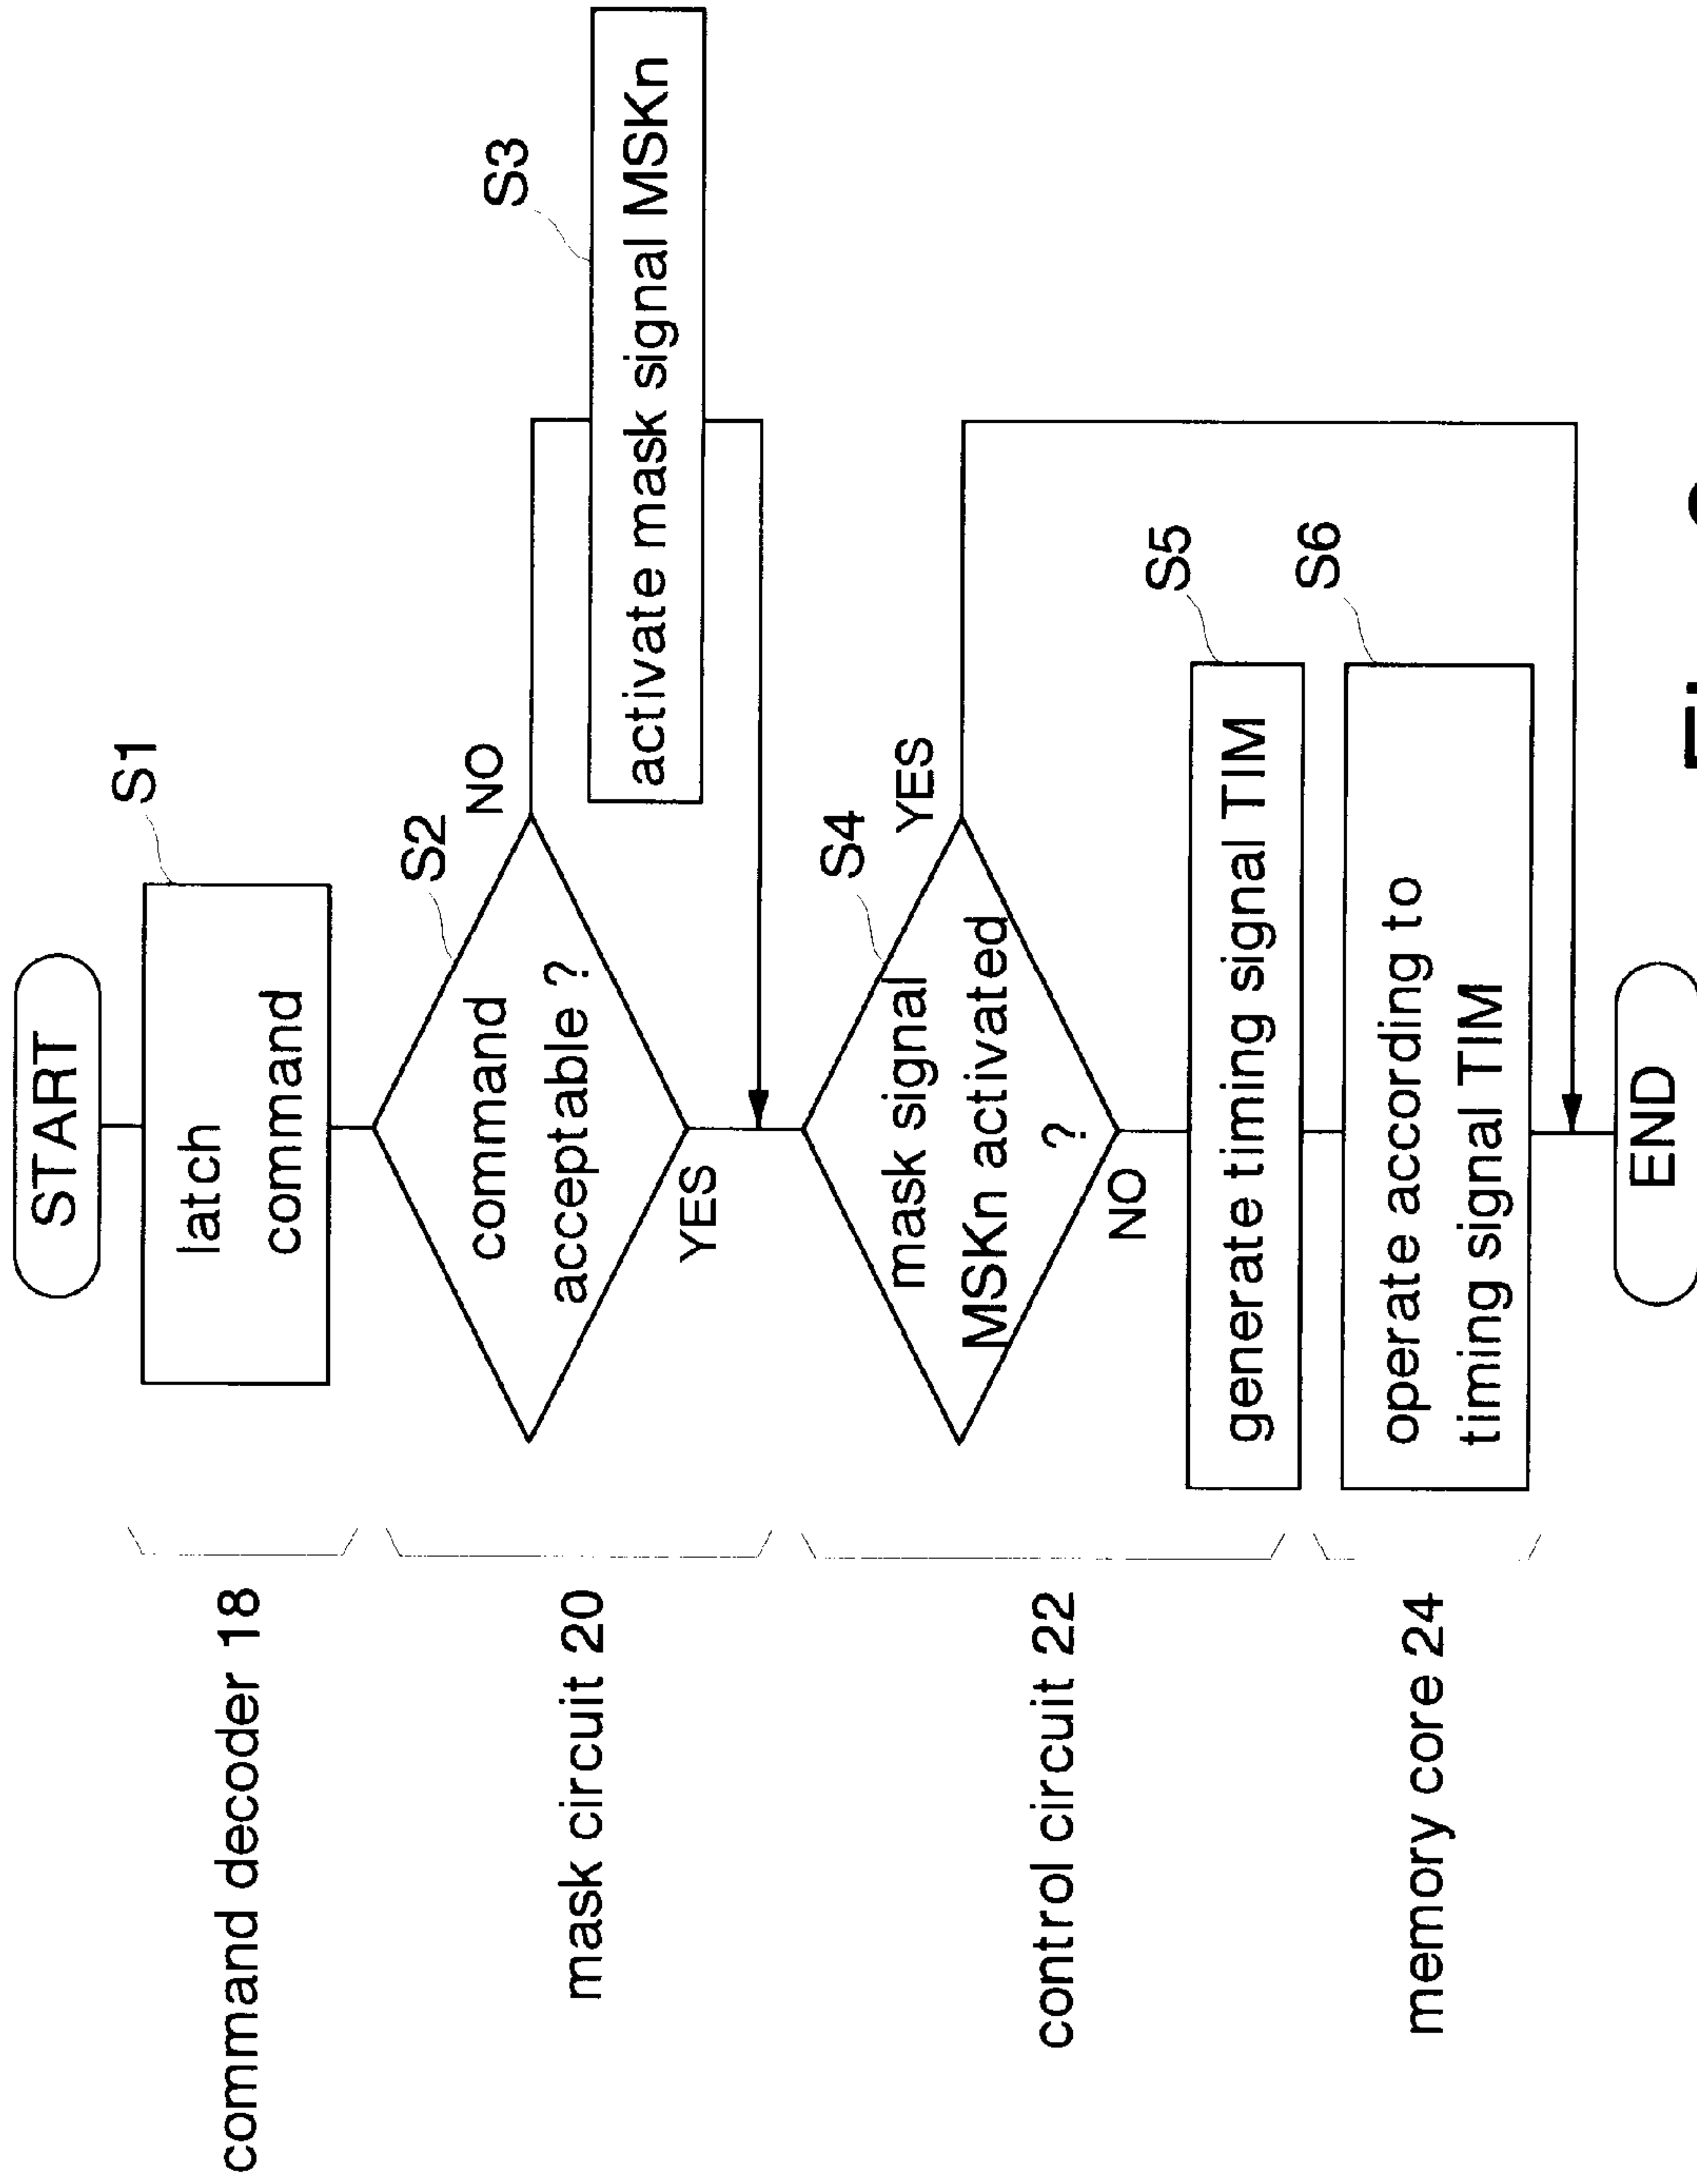 START
S1
latch
command
command decoder 18
S2
command
acceptable ?
NO
YES
S3
activate mask signal MSKn
mask circuit 20
S4
mask signal
MSKn activated
?
YES
NO
S5
generate timing signal TIM
control circuit 22
S6
operate according to
timing signal TIM
memory core 24
END